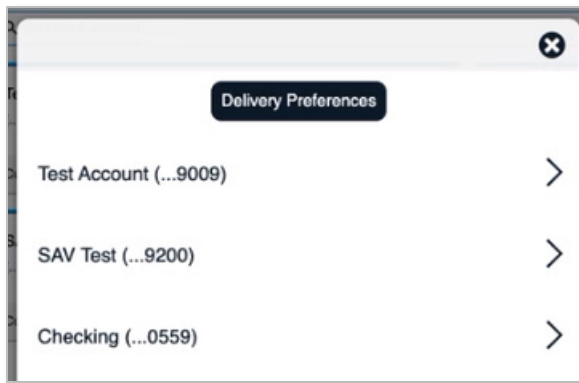 Delivery Preferences
Test Account (...9009)
SAV Test (...9200)
Checking (...0559)